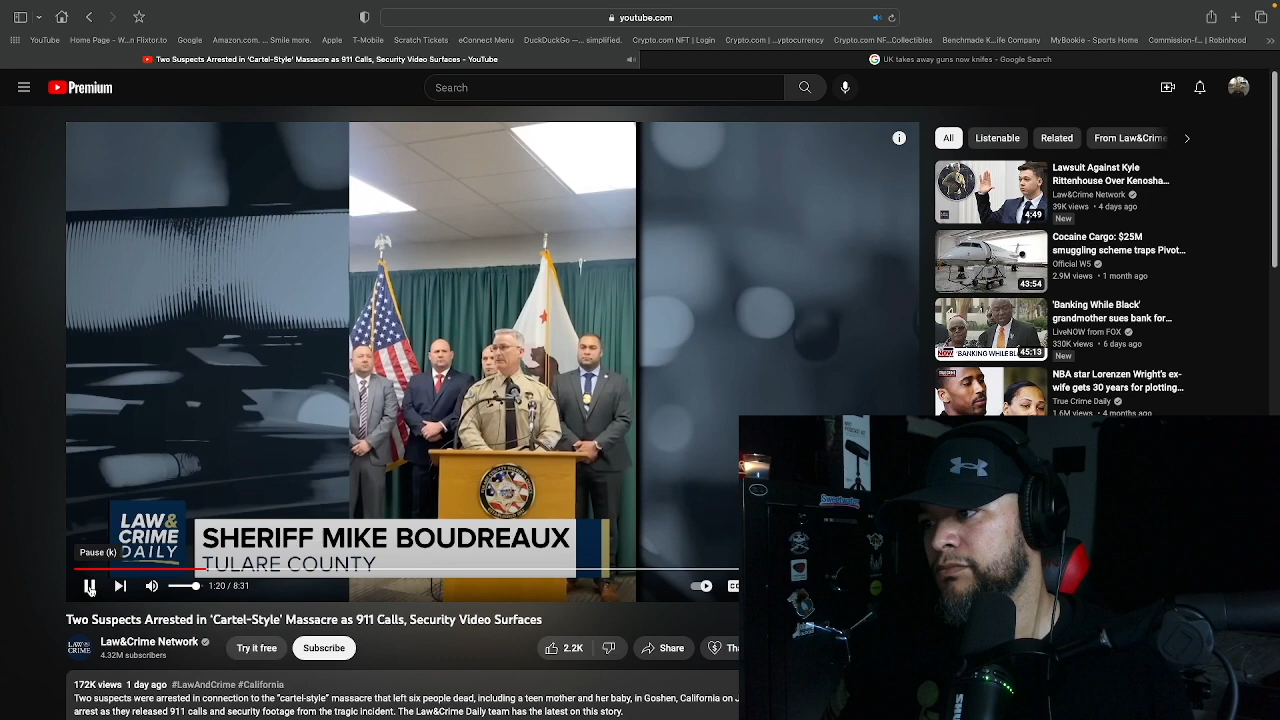 youtube.com
YouTube
Home Page - W...n Flixtor.to
Google
Amazon.com. ... Smile more.
Apple
T-Mobile
Scratch Tickets
eConnect Menu
DuckDuckGo —... simplified.
Crypto.com NFT | Login
Crypto.com | ...yptocurrency
Crypto.com NF...Collectibles
Benchmade K...ife Company
MyBookie - Sports Home
Commission-f... | Robinhood
Two Suspects Arrested in 'Cartel-Style' Massacre as 911 Calls, Security Video Surfaces - YouTube
UK takes away guns now knifes - Google Search
Premium
Search
All
Listenable
Related
From Law&Crime
Lawsuit Against Kyle
Rittenhouse Over Kenosha...
Law&Crime Network
39K views • 4 days ago
New
4:49
Cocaine Cargo: $25M
smuggling scheme traps Pivot...
Official W5
2.9M views • 1 month ago
43:54
'Banking While Black'
grandmother sues bank for...
LiveNOW from FOX
330K views • 6 days ago
New
NOW
"BANKING WHILE BL
45:13
NBA star Lorenzen Wright's ex-
wife gets 30 years for plotting...
True Crime Daily
1.6M views • 4 months ago
LAW&
CRIME
DAILY
SHERIFF MIKE BOUDREAUX
TULARE COUNTY
Pause (k)
1:20 / 8:31
Two Suspects Arrested in 'Cartel-Style' Massacre as 911 Calls, Security Video Surfaces
Law&Crime Network
4.32M subscribers
Try it free
Subscribe
2.2K
Share
Tha
172K views 1 day ago #LawAndCrime #California
Two suspects were arrested in connection to the "cartel-style" massacre that left six people dead, including a teen mother and her baby, in Goshen, California on J
arrest as they released 911 calls and security footage from the tragic incident. The Law&Crime Daily team has the latest on this story.
Sweetwater